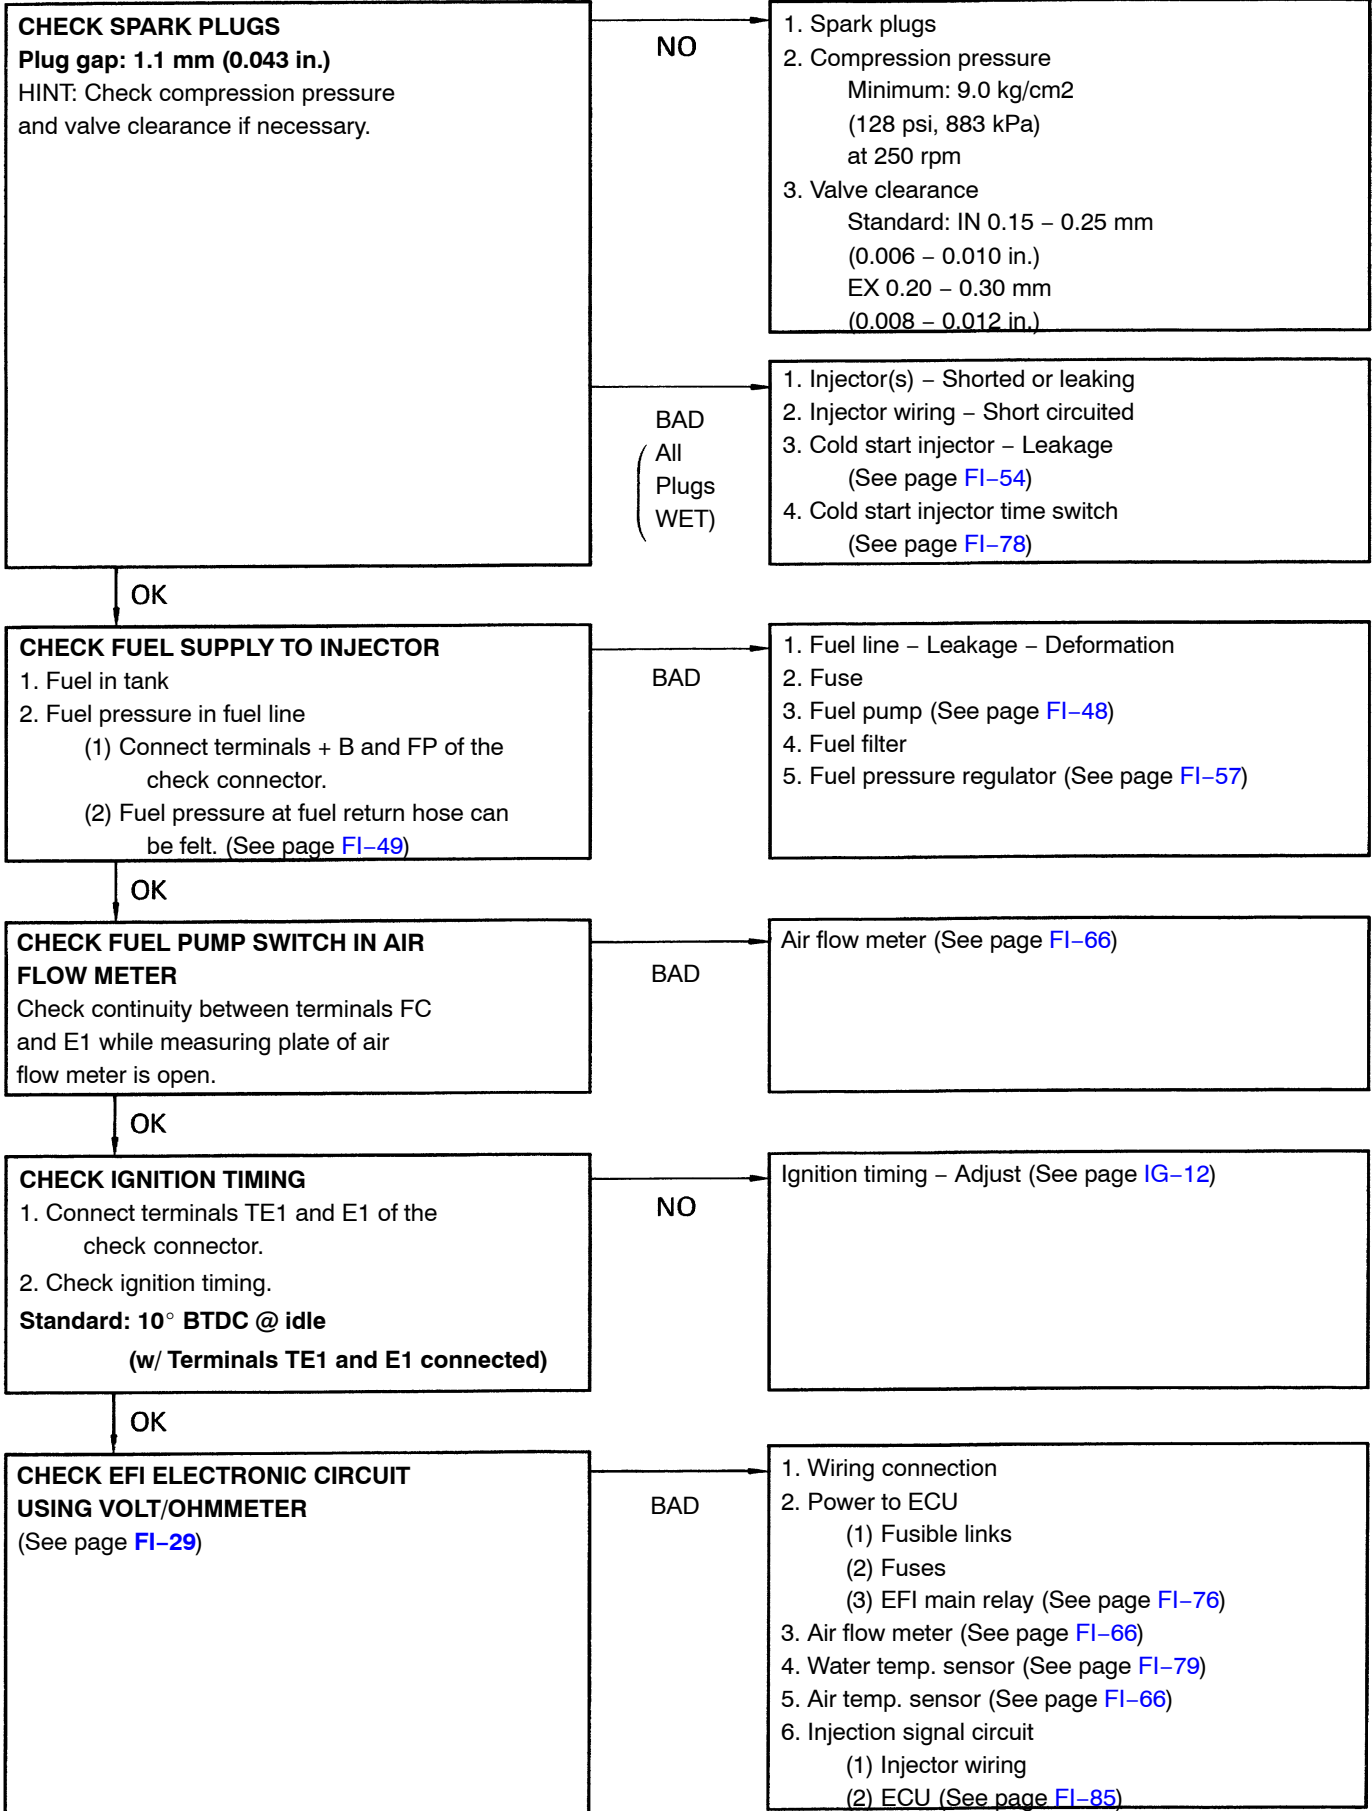 CHECK SPARK PLUGS
Plug gap: 1.1 mm (0.043 in.)
HINT: Check compression pressure
and valve clearance if necessary.
NO
1. Spark plugs
2. Compression pressure
Minimum: 9.0 kg/cm2
(128 psi, 883 kPa)
at 250 rpm
3. Valve clearance
Standard: IN 0.15 – 0.25 mm
(0.006 – 0.010 in.)
EX 0.20 – 0.30 mm
(0.008 – 0.012 in.)
BAD
( All
Plugs
WET)
1. Injector(s) – Shorted or leaking
2. Injector wiring – Short circuited
3. Cold start injector – Leakage
(See page FI–54)
4. Cold start injector time switch
(See page FI–78)
OK
CHECK FUEL SUPPLY TO INJECTOR
1. Fuel in tank
2. Fuel pressure in fuel line
(1) Connect terminals + B and FP of the
check connector.
(2) Fuel pressure at fuel return hose can
be felt. (See page FI–49)
BAD
1. Fuel line – Leakage – Deformation
2. Fuse
3. Fuel pump (See page FI–48)
4. Fuel filter
5. Fuel pressure regulator (See page FI–57)
OK
CHECK FUEL PUMP SWITCH IN AIR
FLOW METER
Check continuity between terminals FC
and E1 while measuring plate of air
flow meter is open.
BAD
Air flow meter (See page FI–66)
OK
CHECK IGNITION TIMING
1. Connect terminals TE1 and E1 of the
check connector.
2. Check ignition timing.
Standard: 10° BTDC @ idle
(w/ Terminals TE1 and E1 connected)
NO
Ignition timing – Adjust (See page IG–12)
OK
CHECK EFI ELECTRONIC CIRCUIT
USING VOLT/OHMMETER
(See page FI–29)
BAD
1. Wiring connection
2. Power to ECU
(1) Fusible links
(2) Fuses
(3) EFI main relay (See page FI–76)
3. Air flow meter (See page FI–66)
4. Water temp. sensor (See page FI–79)
5. Air temp. sensor (See page FI–66)
6. Injection signal circuit
(1) Injector wiring
(2) ECU (See page FI–85)